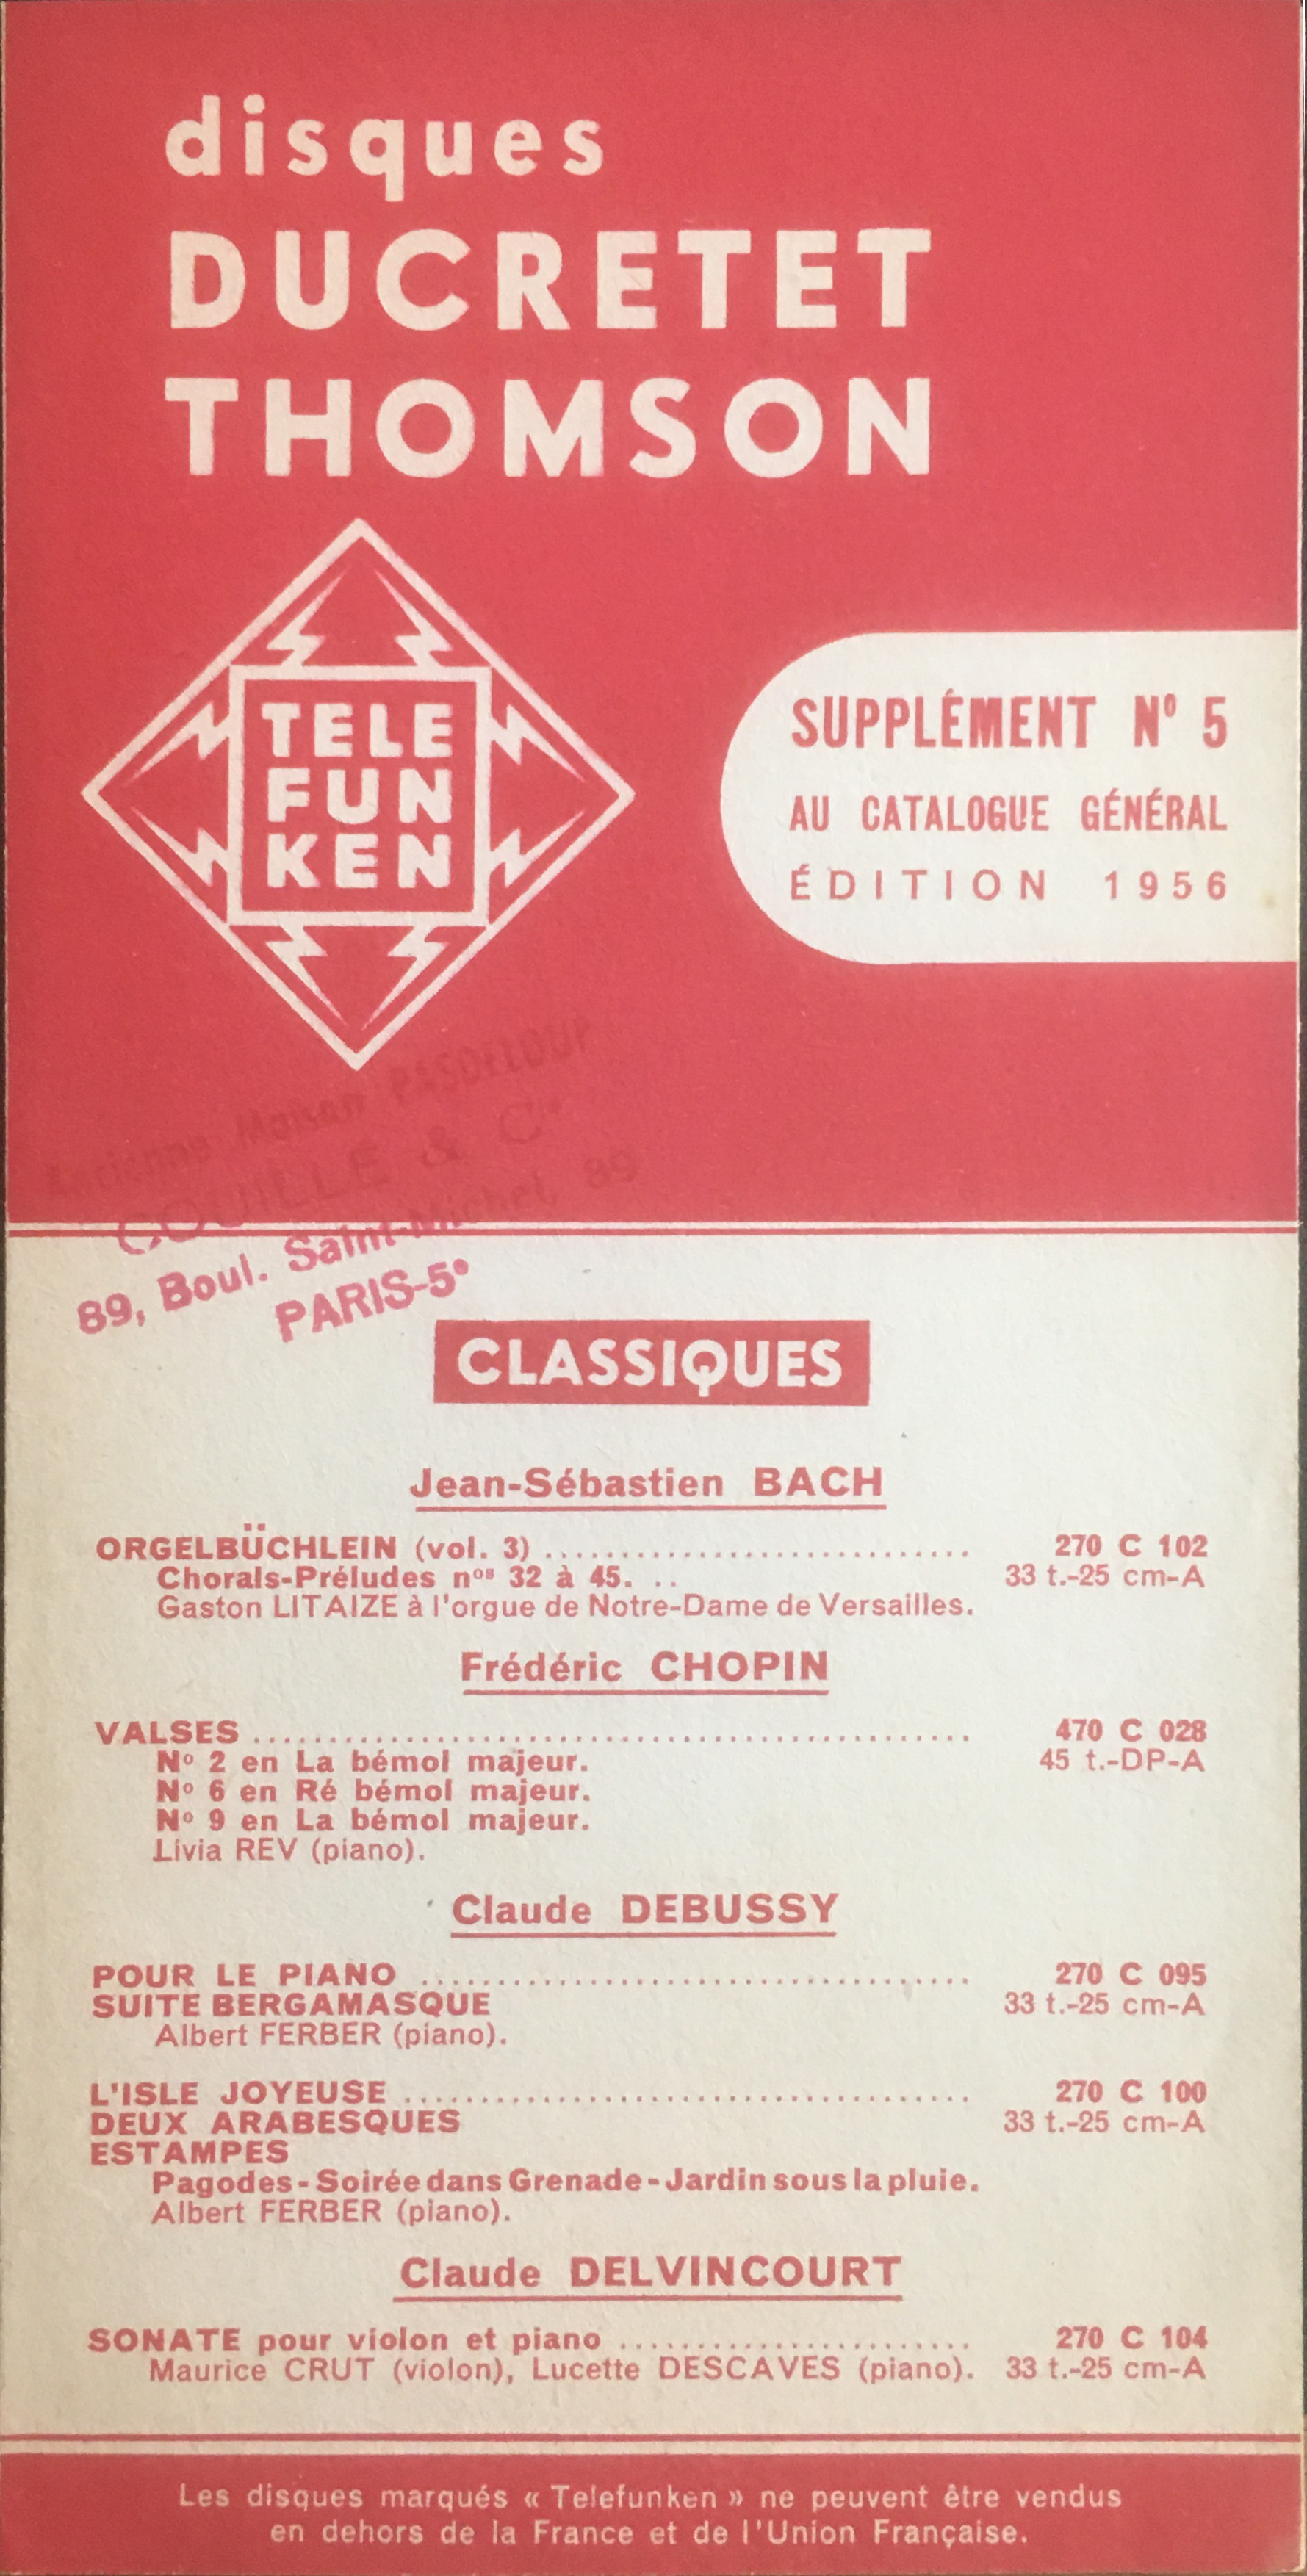 disques
DUCRETET
THOMSON
TELE
FUN
KEN
SUPPLÉMENT Nº 5
AU CATALOGUE GÉNÉRAL
ÉDITION 1956
Ancienne Maison PASDELOUP
COUILLE & Cie
89, Boul. Saint-Michel, 89
PARIS-5e
CLASSIQUES
Jean-Sébastien BACH
ORGELBÜCHLEIN (vol. 3) .............................. 270 C 102
Chorals-Préludes nos 32 à 45. .. 33 t.-25 cm-A
Gaston LITAIZE à l'orgue de Notre-Dame de Versailles.
Frédéric CHOPIN
VALSES .................................................. 470 C 028
Nº 2 en La bémol majeur. 45 t.-DP-A
Nº 6 en Ré bémol majeur.
Nº 9 en La bémol majeur.
Livia REV (piano).
Claude DEBUSSY
POUR LE PIANO ...................................... 270 C 095
SUITE BERGAMASQUE 33 t.-25 cm-A
Albert FERBER (piano).
L'ISLE JOYEUSE ....................................... 270 C 100
DEUX ARABESQUES 33 t.-25 cm-A
ESTAMPES
Pagodes - Soirée dans Grenade - Jardin sous la pluie.
Albert FERBER (piano).
Claude DELVINCOURT
SONATE pour violon et piano ........................ 270 C 104
Maurice CRUT (violon), Lucette DESCAVES (piano). 33 t.-25 cm-A
Les disques marqués « Telefunken » ne peuvent être vendus
en dehors de la France et de l'Union Française.